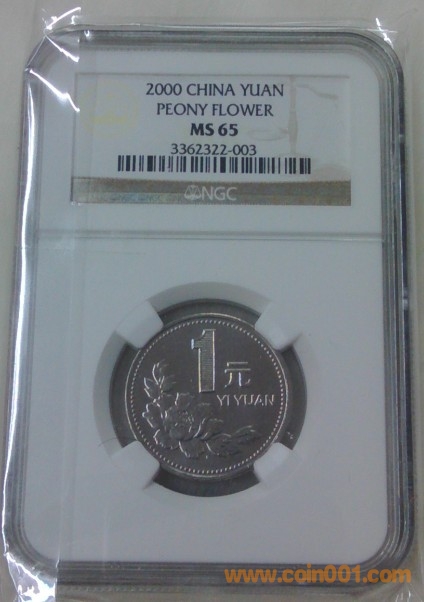 2000 CHINA YUAN
PEONY FLOWER
MS 65
3362322-003
NGC
1元
YI YUAN
www.coin001.com